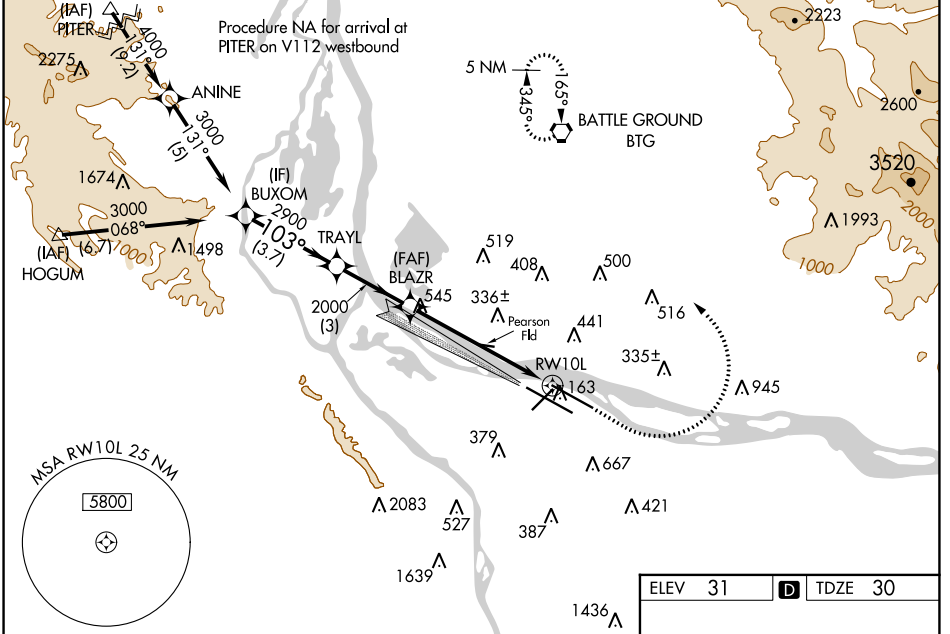 (IAF)
PITER
4000
131°
(9.2)
Procedure NA for arrival at
PITER on V112 westbound
2275
ANINE
3000
131°
(5)
5 NM
345°
165°
BATTLE GROUND
BTG
2223
2600
3520
2000
1993
1000
1674
3000
068°
(6.7)
(IAF)
HOGUM
1000
1498
(IF)
BUXOM
2900
103°
(3.7)
TRAYL
2000
(3)
(FAF)
BLAZR
545
519
408
500
336±
516
Pearson
Fld
441
335±
RW10L
163
945
379
667
MSA RW10L 25 NM
5800
2083
527
387
421
1639
1436
ELEV 31 D TDZE 30